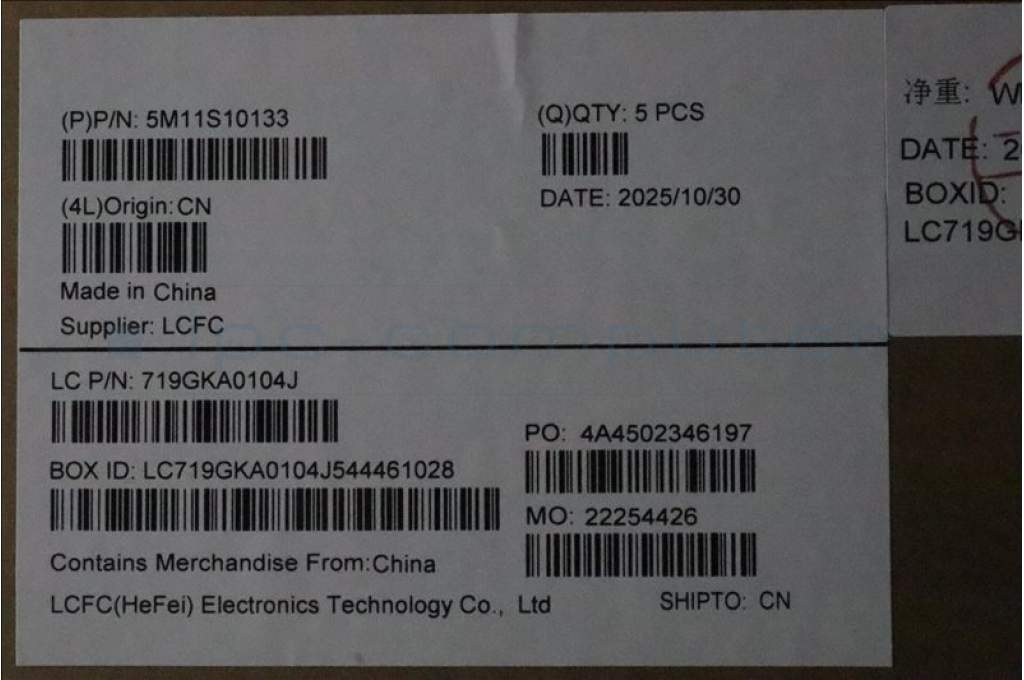 (P)P/N: 5M11S10133
(Q)QTY: 5 PCS
(4L)Origin:CN
DATE: 2025/10/30
Made in China
Supplier: LCFC
LC P/N: 719GKA0104J
PO: 4A4502346197
BOX ID: LC719GKA0104J544461028
MO: 22254426
Contains Merchandise From:China
LCFC(HeFei) Electronics Technology Co., Ltd
SHIPTO: CN
净重:
DATE:
BOXID: